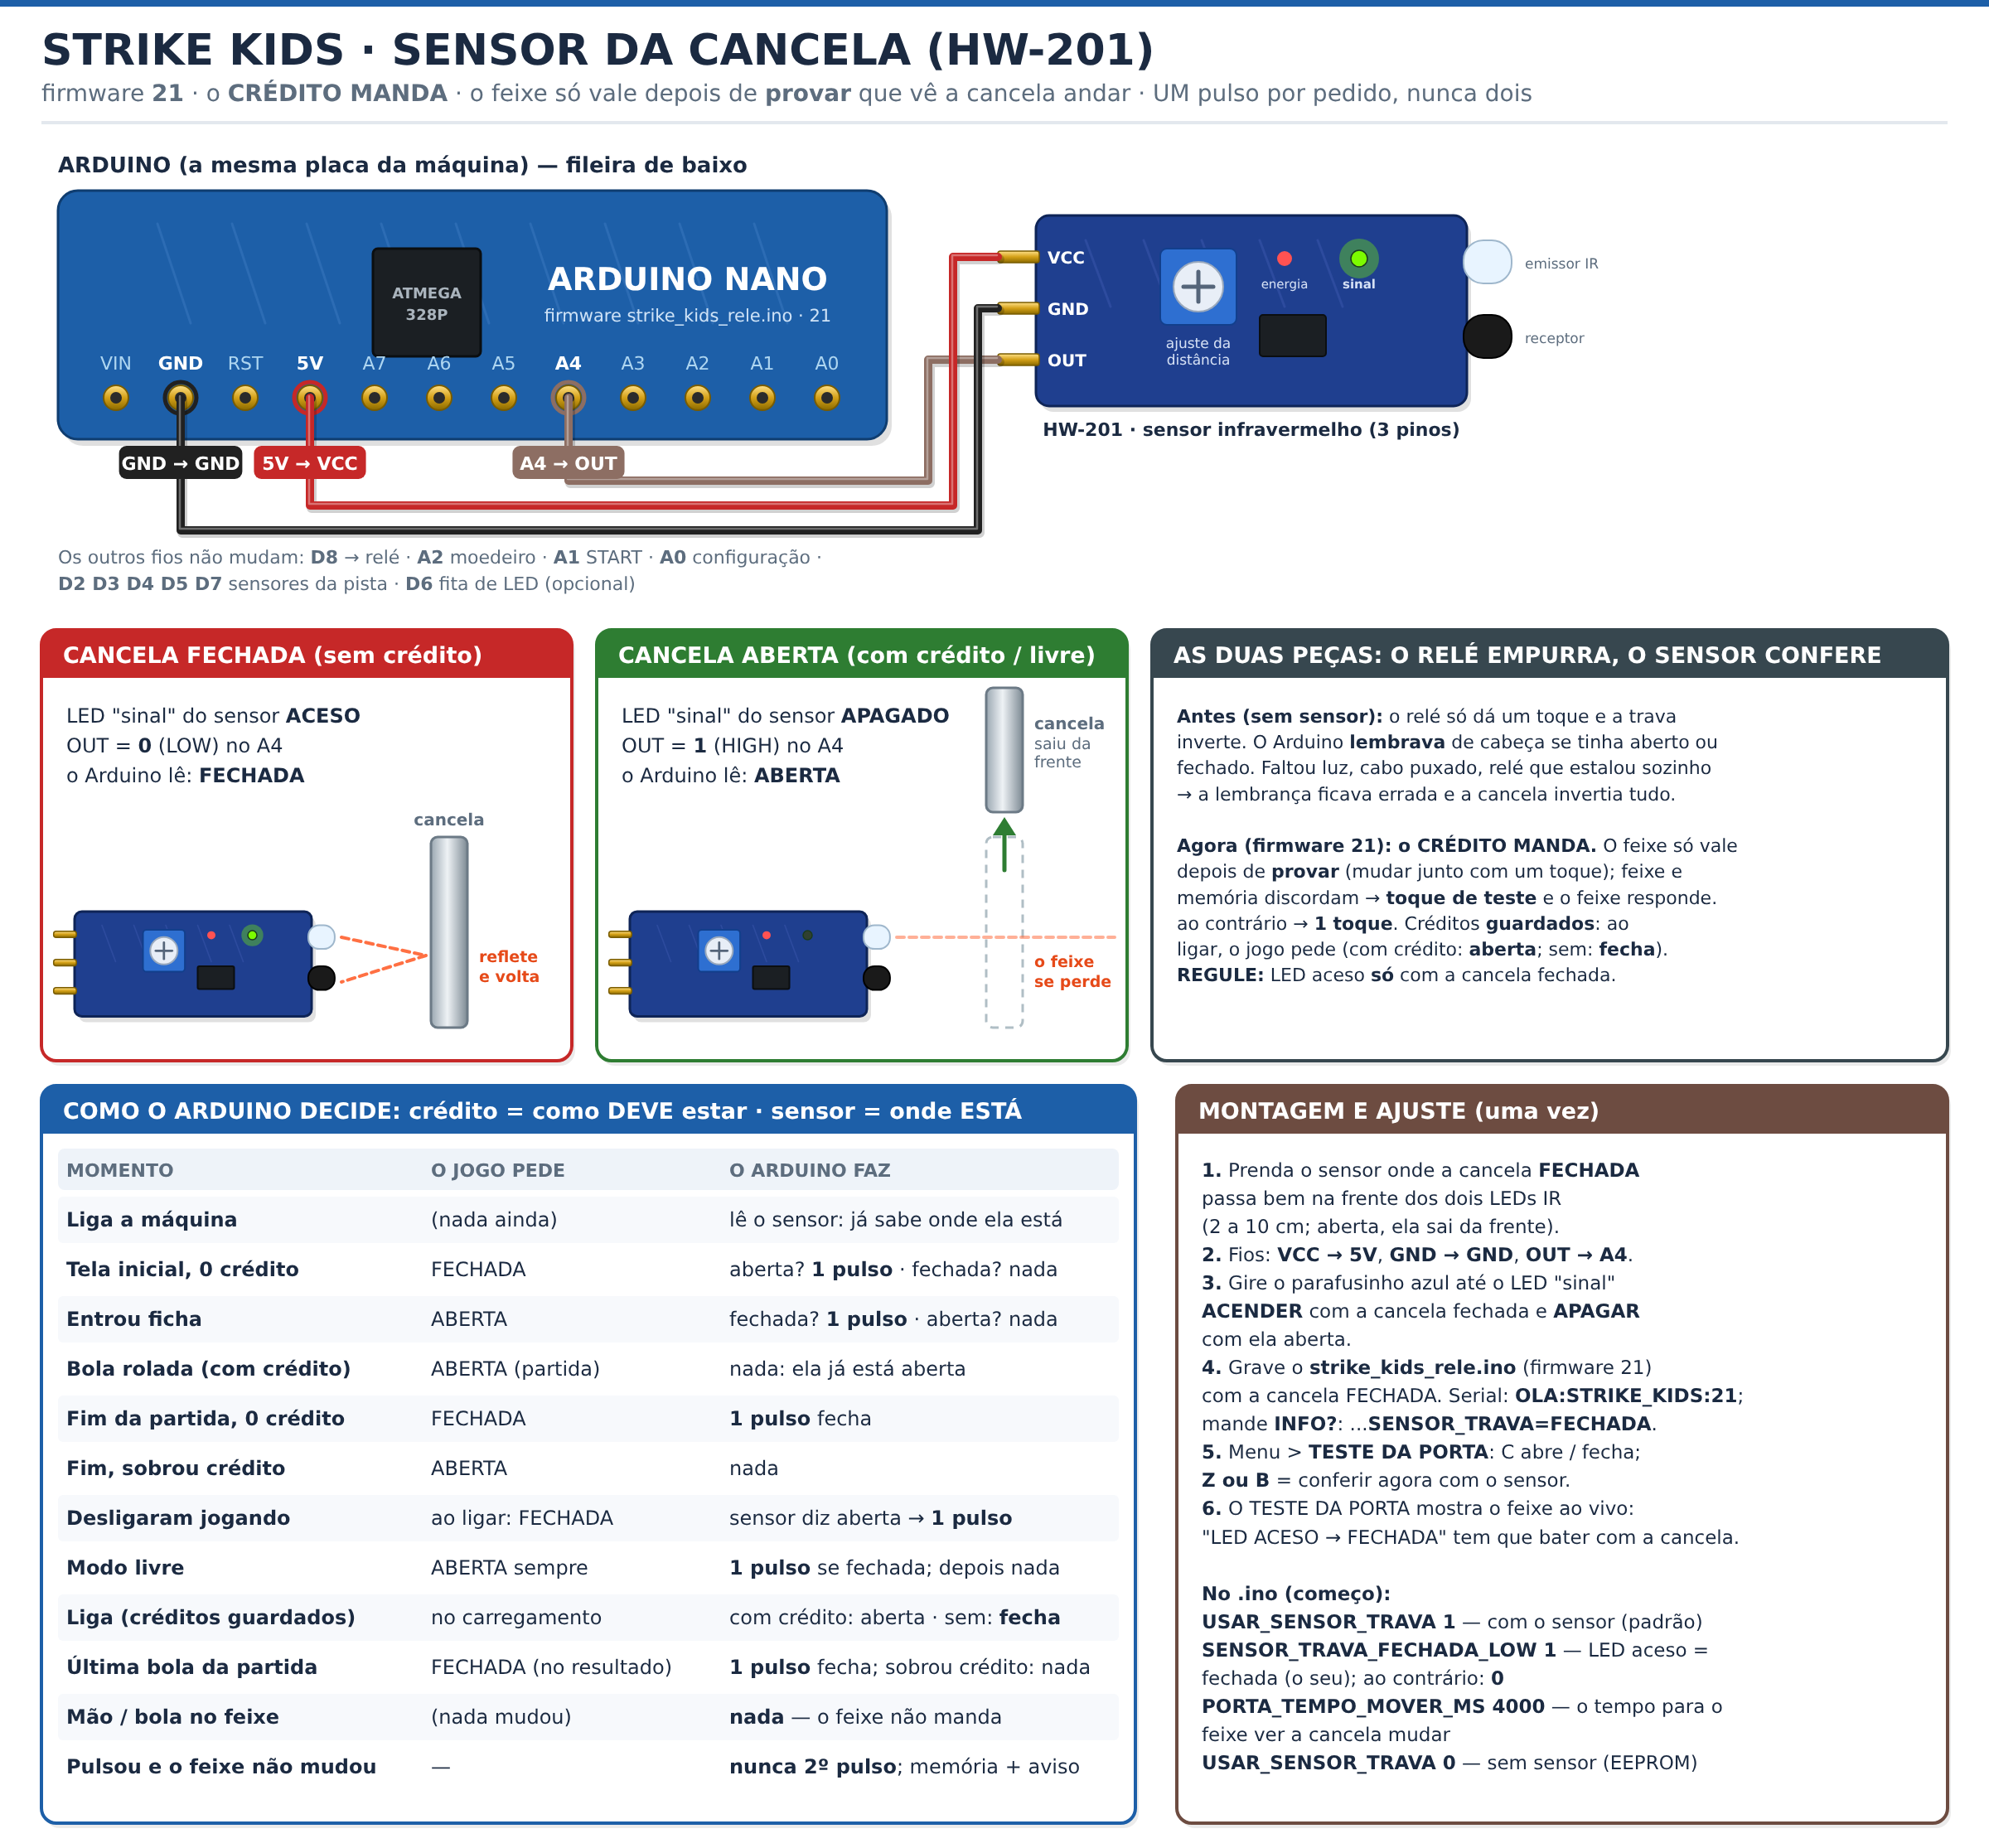 STRIKE KIDS · SENSOR DA CANCELA (HW-201)
firmware 21 · o CRÉDITO MANDA · o feixe só vale depois de provar que vê a cancela andar · UM pulso por pedido, nunca dois
ARDUINO (a mesma placa da máquina) — fileira de baixo
ATMEGA
328P
ARDUINO NANO
firmware strike_kids_rele.ino · 21
VIN GND RST 5V A7 A6 A5 A4 A3 A2 A1 A0
GND → GND
5V → VCC
A4 → OUT
VCC
GND
OUT
ajuste da
distância
energia
sinal
emissor IR
receptor
HW-201 · sensor infravermelho (3 pinos)
Os outros fios não mudam: D8 → relé · A2 moedeiro · A1 START · A0 configuração ·
D2 D3 D4 D5 D7 sensores da pista · D6 fita de LED (opcional)
CANCELA FECHADA (sem crédito)
LED "sinal" do sensor ACESO
OUT = 0 (LOW) no A4
o Arduino lê: FECHADA
cancela
reflete
e volta
CANCELA ABERTA (com crédito / livre)
LED "sinal" do sensor APAGADO
OUT = 1 (HIGH) no A4
o Arduino lê: ABERTA
cancela
saiu da
frente
o feixe
se perde
AS DUAS PEÇAS: O RELÉ EMPURRA, O SENSOR CONFERE
Antes (sem sensor): o relé só dá um toque e a trava
inverte. O Arduino lembrava de cabeça se tinha aberto ou
fechado. Faltou luz, cabo puxado, relé que estalou sozinho
→ a lembrança ficava errada e a cancela invertia tudo.
Agora (firmware 21): o CRÉDITO MANDA. O feixe só vale
depois de provar (mudar junto com um toque); feixe e
memória discordam → toque de teste e o feixe responde.
ao contrário → 1 toque. Créditos guardados: ao
ligar, o jogo pede (com crédito: aberta; sem: fecha).
REGULE: LED aceso só com a cancela fechada.
COMO O ARDUINO DECIDE: crédito = como DEVE estar · sensor = onde ESTÁ
MOMENTO O JOGO PEDE O ARDUINO FAZ
Liga a máquina (nada ainda) lê o sensor: já sabe onde ela está
Tela inicial, 0 crédito FECHADA aberta? 1 pulso · fechada? nada
Entrou ficha ABERTA fechada? 1 pulso · aberta? nada
Bola rolada (com crédito) ABERTA (partida) nada: ela já está aberta
Fim da partida, 0 crédito FECHADA 1 pulso fecha
Fim, sobrou crédito ABERTA nada
Desligaram jogando ao ligar: FECHADA sensor diz aberta → 1 pulso
Modo livre ABERTA sempre 1 pulso se fechada; depois nada
Liga (créditos guardados) no carregamento com crédito: aberta · sem: fecha
Última bola da partida FECHADA (no resultado) 1 pulso fecha; sobrou crédito: nada
Mão / bola no feixe (nada mudou) nada — o feixe não manda
Pulsou e o feixe não mudou — nunca 2º pulso; memória + aviso
MONTAGEM E AJUSTE (uma vez)
1. Prenda o sensor onde a cancela FECHADA
passa bem na frente dos dois LEDs IR
(2 a 10 cm; aberta, ela sai da frente).
2. Fios: VCC → 5V, GND → GND, OUT → A4.
3. Gire o parafusinho azul até o LED "sinal"
ACENDER com a cancela fechada e APAGAR
com ela aberta.
4. Grave o strike_kids_rele.ino (firmware 21)
com a cancela FECHADA. Serial: OLA:STRIKE_KIDS:21;
mande INFO?: ...SENSOR_TRAVA=FECHADA.
5. Menu > TESTE DA PORTA: C abre / fecha;
Z ou B = conferir agora com o sensor.
6. O TESTE DA PORTA mostra o feixe ao vivo:
"LED ACESO → FECHADA" tem que bater com a cancela.
No .ino (começo):
USAR_SENSOR_TRAVA 1 — com o sensor (padrão)
SENSOR_TRAVA_FECHADA_LOW 1 — LED aceso =
fechada (o seu); ao contrário: 0
PORTA_TEMPO_MOVER_MS 4000 — o tempo para o
feixe ver a cancela mudar
USAR_SENSOR_TRAVA 0 — sem sensor (EEPROM)